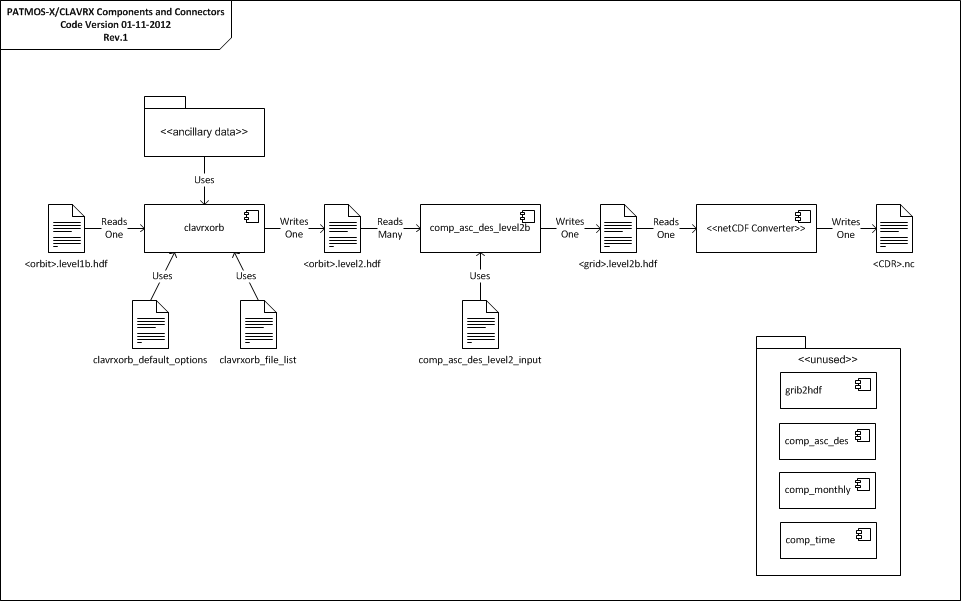 PATMOS-X/CLAVRX Components and Connectors
Code Version 01-11-2012
Rev.1
<<ancillary data>>
Uses
Reads
One
clavrxorb
Writes
One
Reads
Many
comp_asc_des_level2b
Writes
One
Reads
One
<<netCDF Converter>>
Writes
One
<orbit>.level1b.hdf
<orbit>.level2.hdf
<grid>.level2b.hdf
<CDR>.nc
Uses
Uses
Uses
clavrxorb_default_options
clavrxorb_file_list
comp_asc_des_level2_input
<<unused>>
grib2hdf
comp_asc_des
comp_monthly
comp_time